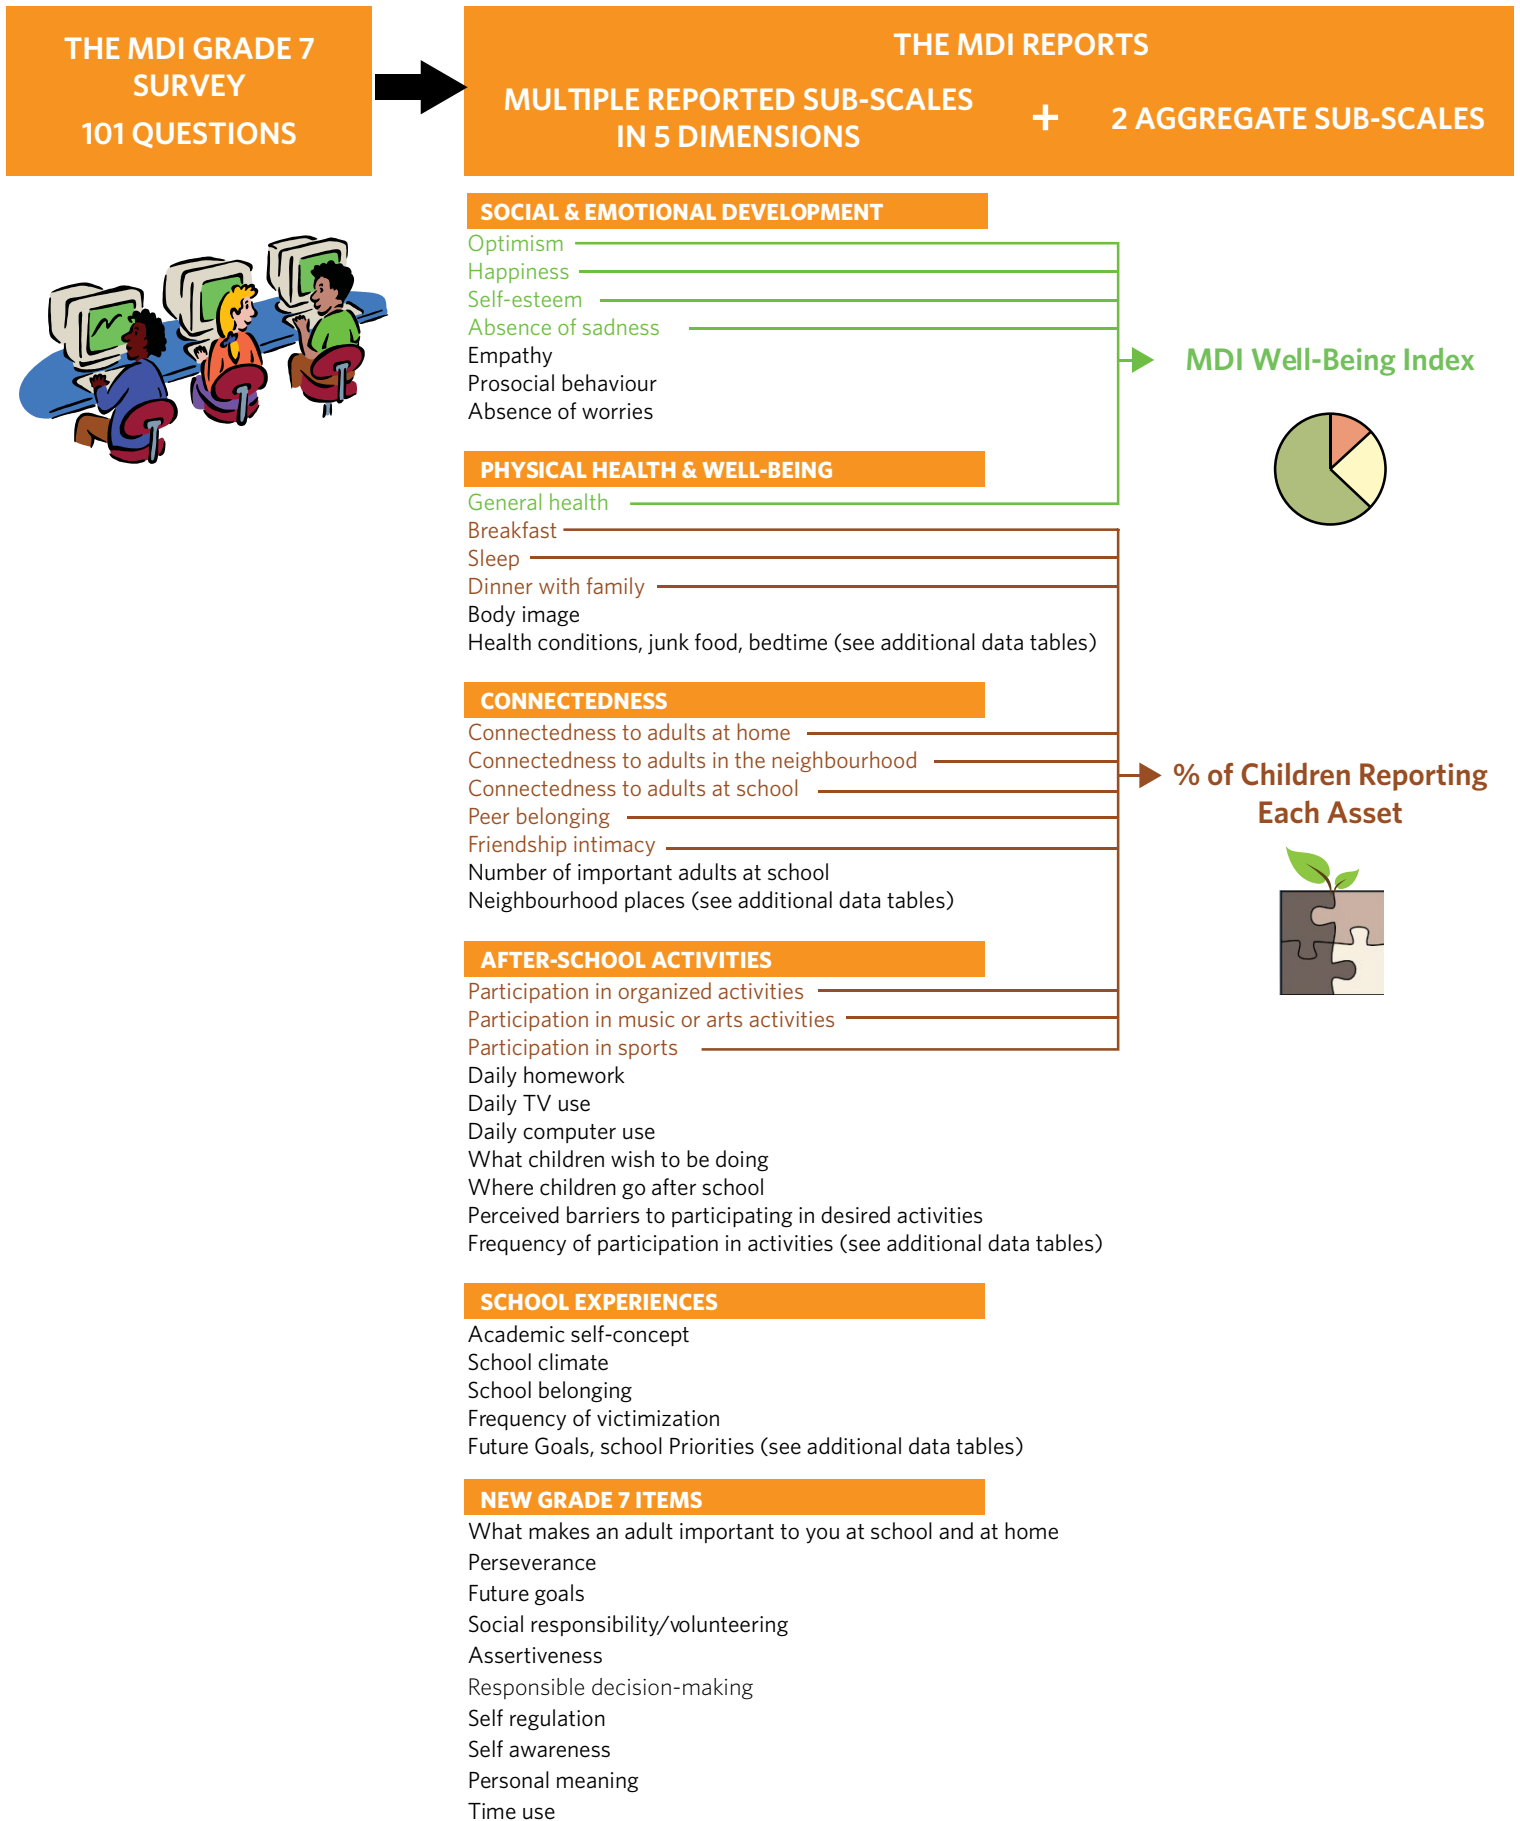 THE MDI GRADE 7
SURVEY
101 QUESTIONS
THE MDI REPORTS
MULTIPLE REPORTED SUB-SCALES
IN 5 DIMENSIONS
+
2 AGGREGATE SUB-SCALES
SOCIAL & EMOTIONAL DEVELOPMENT
Optimism
Happiness
Self-esteem
Absence of sadness
Empathy
Prosocial behaviour
Absence of worries
MDI Well-Being Index
PHYSICAL HEALTH & WELL-BEING
General health
Breakfast
Sleep
Dinner with family
Body image
Health conditions, junk food, bedtime (see additional data tables)
CONNECTEDNESS
Connectedness to adults at home
Connectedness to adults in the neighbourhood
Connectedness to adults at school
Peer belonging
Friendship intimacy
Number of important adults at school
Neighbourhood places (see additional data tables)
% of Children Reporting
Each Asset
AFTER-SCHOOL ACTIVITIES
Participation in organized activities
Participation in music or arts activities
Participation in sports
Daily homework
Daily TV use
Daily computer use
What children wish to be doing
Where children go after school
Perceived barriers to participating in desired activities
Frequency of participation in activities (see additional data tables)
SCHOOL EXPERIENCES
Academic self-concept
School climate
School belonging
Frequency of victimization
Future Goals, school Priorities (see additional data tables)
NEW GRADE 7 ITEMS
What makes an adult important to you at school and at home
Perseverance
Future goals
Social responsibility/volunteering
Assertiveness
Responsible decision-making
Self regulation
Self awareness
Personal meaning
Time use